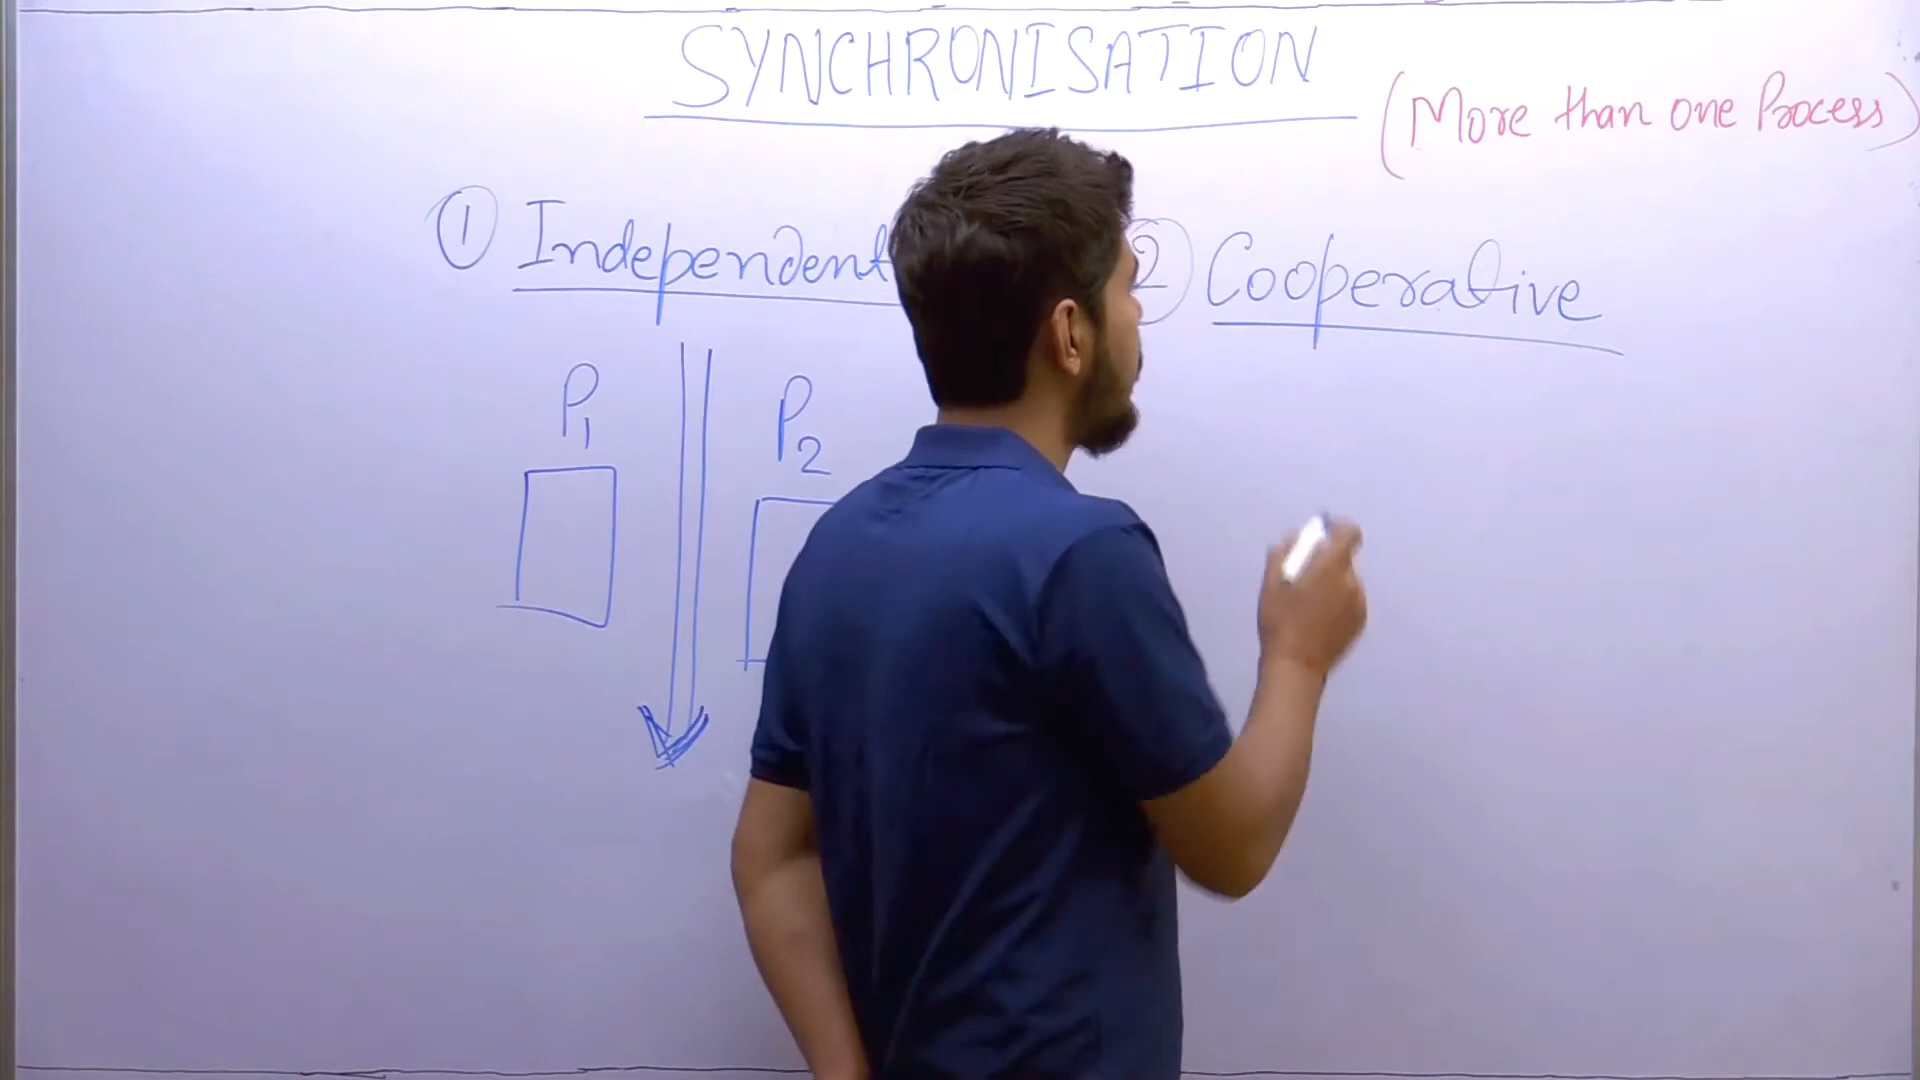 SYNCHRONISATION
(More than one Process)
① Independent
② Cooperative
P1
P2